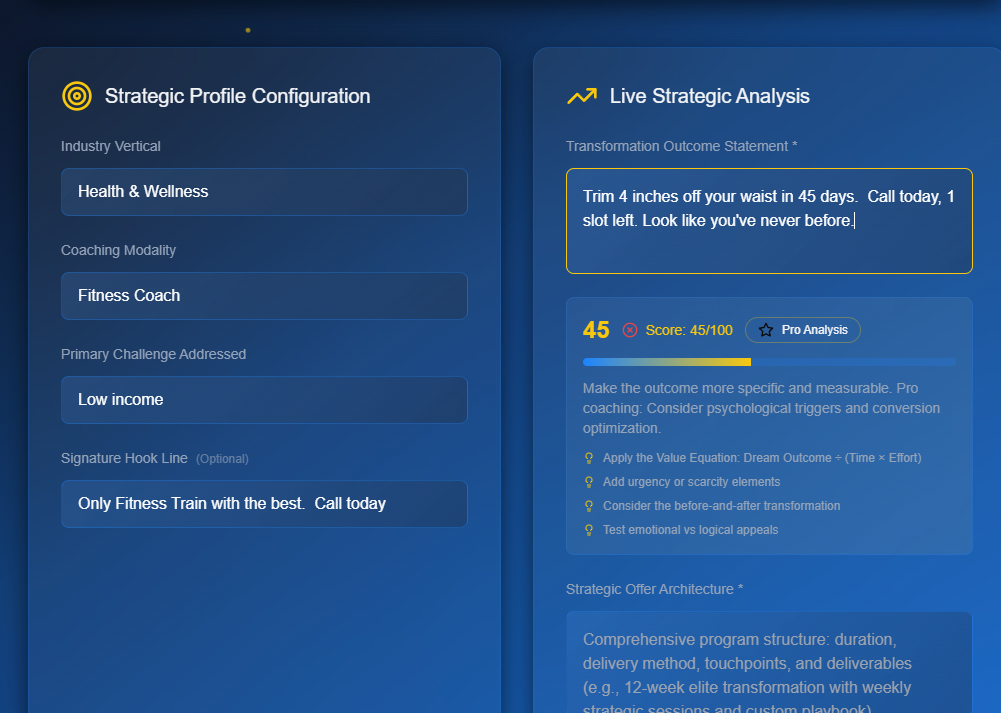 Strategic Profile Configuration
Industry Vertical
Health & Wellness
Coaching Modality
Fitness Coach
Primary Challenge Addressed
Low income
Signature Hook Line (Optional)
Only Fitness Train with the best.  Call today
Live Strategic Analysis
Transformation Outcome Statement *
Trim 4 inches off your waist in 45 days.  Call today, 1
slot left. Look like you've never before.
45 Score: 45/100 Pro Analysis
Make the outcome more specific and measurable. Pro
coaching: Consider psychological triggers and conversion
optimization.
Apply the Value Equation: Dream Outcome ÷ (Time × Effort)
Add urgency or scarcity elements
Consider the before-and-after transformation
Test emotional vs logical appeals
Strategic Offer Architecture *
Comprehensive program structure: duration,
delivery method, touchpoints, and deliverables
(e.g., 12-week elite transformation with weekly
strategic sessions and custom playbook)